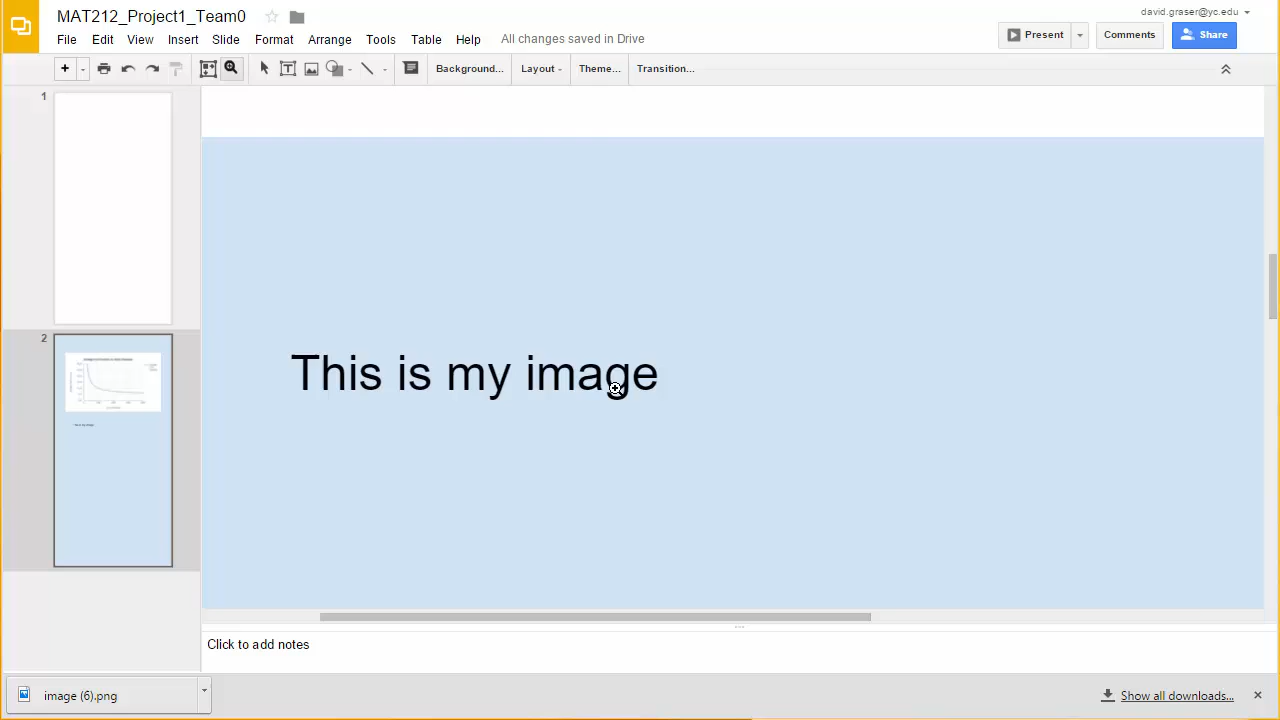 MAT212_Project1_Team0
david.graser@yc.edu
File Edit View Insert Slide Format Arrange Tools Table Help All changes saved in Drive
Present Comments Share
Background... Layout Theme... Transition...
1
2
This is my image
Click to add notes
image (6).png
Show all downloads...